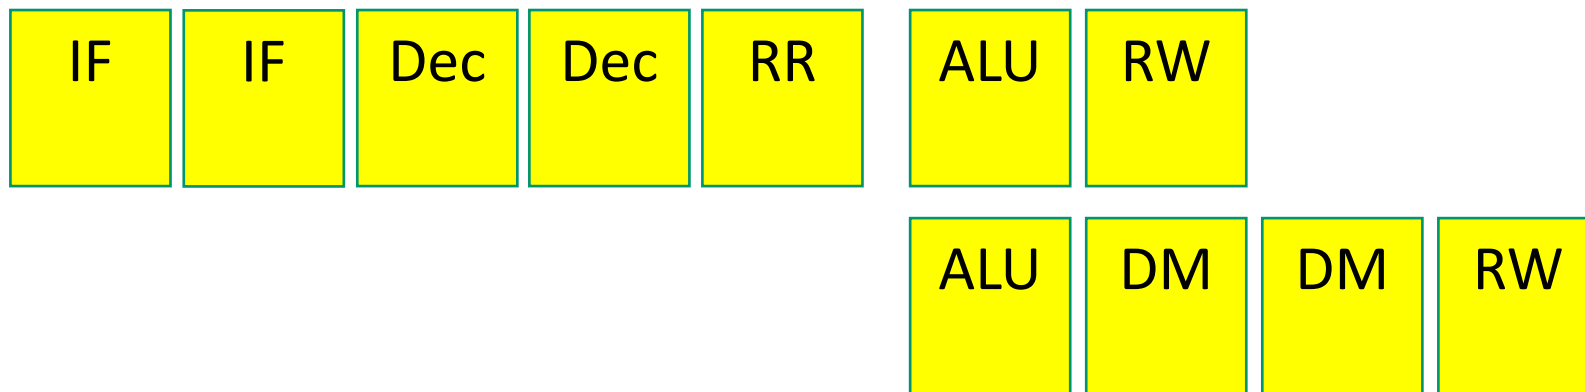 IF IF Dec Dec RR ALU RW
ALU DM DM RW